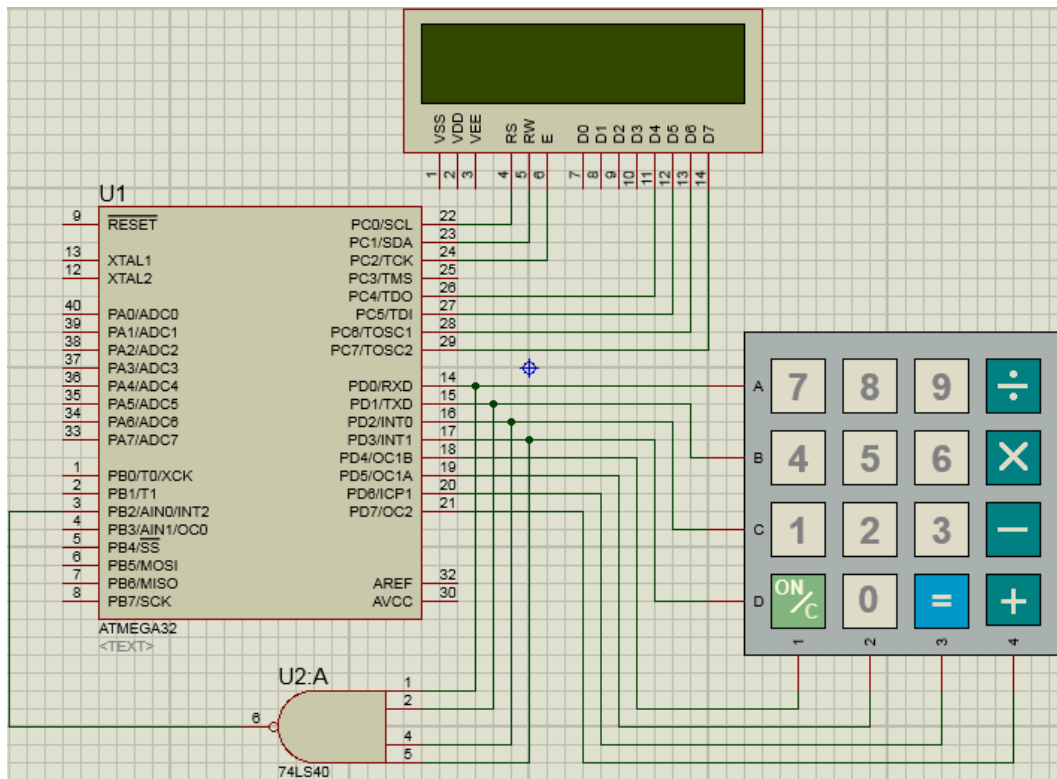 VSS VDD VEE RS RW E D0 D1 D2 D3 D4 D5 D6 D7
1 2 3 4 5 6 7 8 9 10 11 12 13 14
U1
9 RESET
13 XTAL1
12 XTAL2
40 PA0/ADC0
39 PA1/ADC1
38 PA2/ADC2
37 PA3/ADC3
36 PA4/ADC4
35 PA5/ADC5
34 PA6/ADC6
33 PA7/ADC7
1 PB0/T0/XCK
2 PB1/T1
3 PB2/AIN0/INT2
4 PB3/AIN1/OC0
5 PB4/SS
6 PB5/MOSI
7 PB6/MISO
8 PB7/SCK
PC0/SCL 22
PC1/SDA 23
PC2/TCK 24
PC3/TMS 25
PC4/TDO 26
PC5/TDI 27
PC6/TOSC1 28
PC7/TOSC2 29
PD0/RXD 14
PD1/TXD 15
PD2/INT0 16
PD3/INT1 17
PD4/OC1B 18
PD5/OC1A 19
PD6/ICP1 20
PD7/OC2 21
AREF 32
AVCC 30
ATMEGA32
<TEXT>
A 7 8 9 ÷
B 4 5 6 ×
C 1 2 3 −
D ON/C 0 = +
1 2 3 4
U2:A
1
2
6
4
5
74LS40